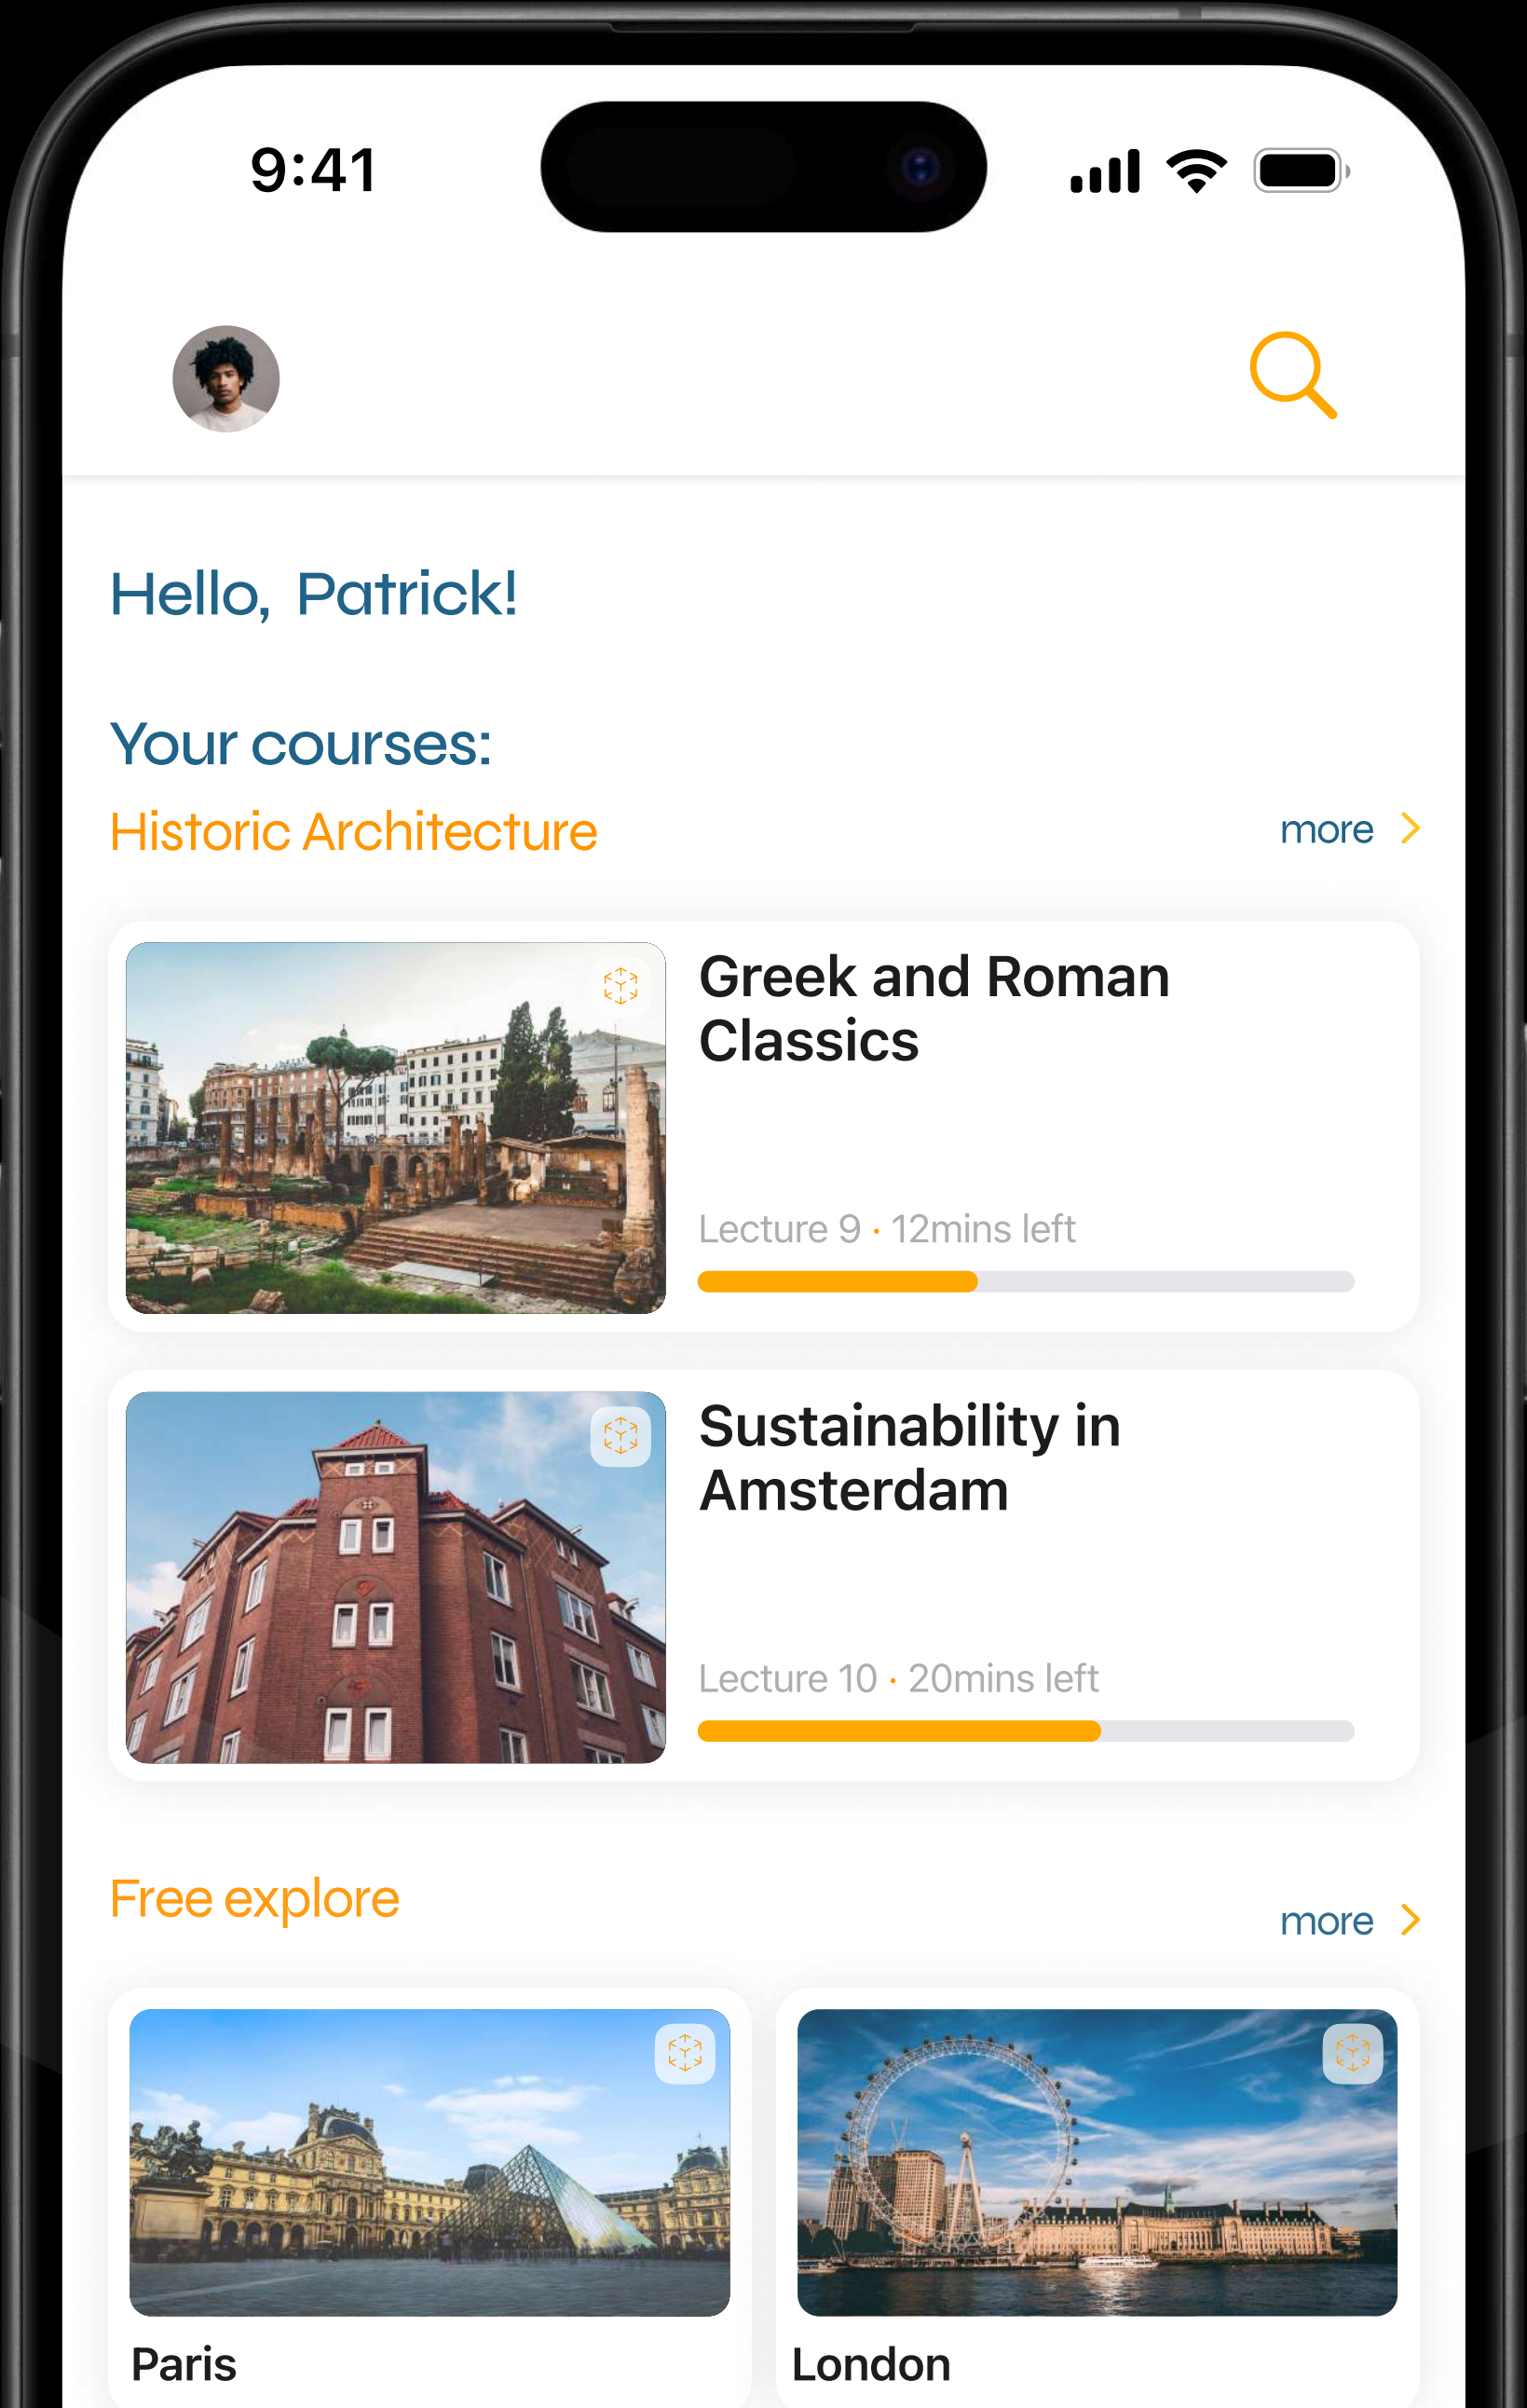 9:41
Hello, Patrick!
Your courses:
Historic Architecture
more
Greek and Roman
Classics
Lecture 9 · 12mins left
Sustainability in
Amsterdam
Lecture 10 · 20mins left
Free explore
more
Paris
London